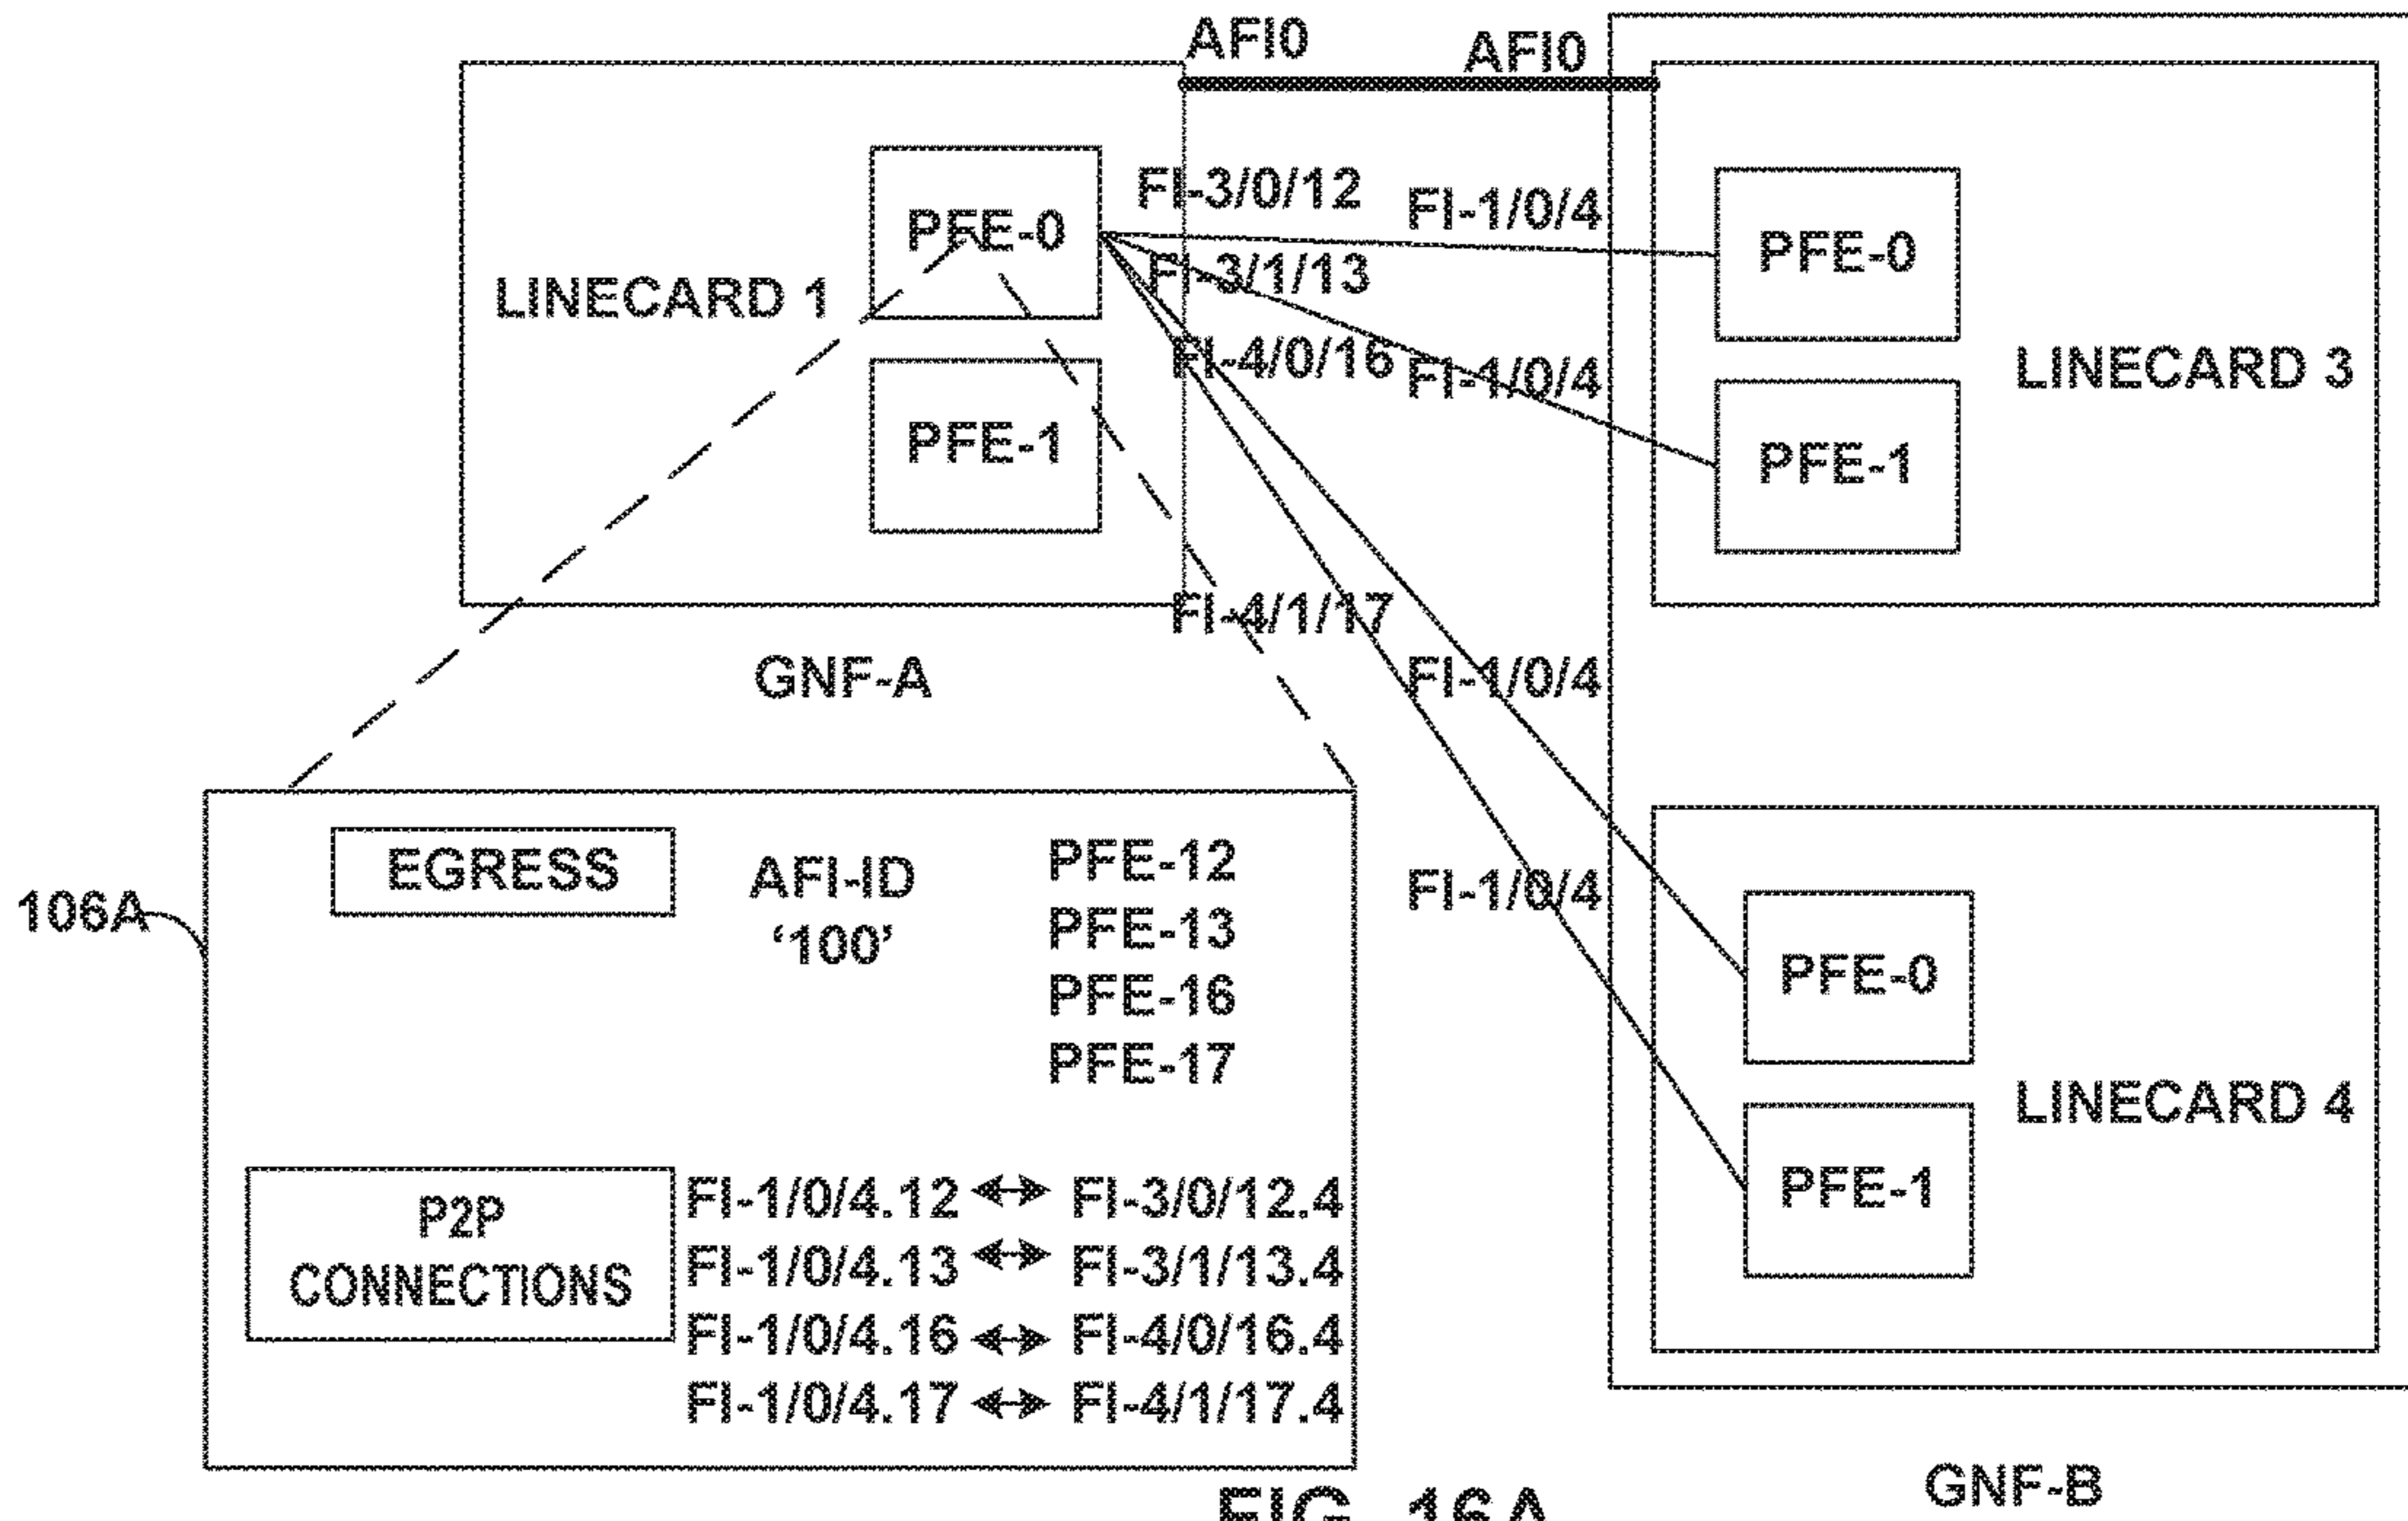 AFI0
AFI0
LINECARD 1
PFE-0
PFE-1
GNF-A
FI-3/0/12
FI-1/0/4
FI-3/1/13
FI-4/0/16
FI-1/0/4
FI-4/1/17
FI-1/0/4
FI-1/0/4
PFE-0
PFE-1
LINECARD 3
PFE-0
PFE-1
LINECARD 4
GNF-B
106A
EGRESS
AFI-ID
‘100’
PFE-12
PFE-13
PFE-16
PFE-17
P2P
CONNECTIONS
FI-1/0/4.12 FI-3/0/12.4
FI-1/0/4.13 FI-3/1/13.4
FI-1/0/4.16 FI-4/0/16.4
FI-1/0/4.17 FI-4/1/17.4
FIG. 16A